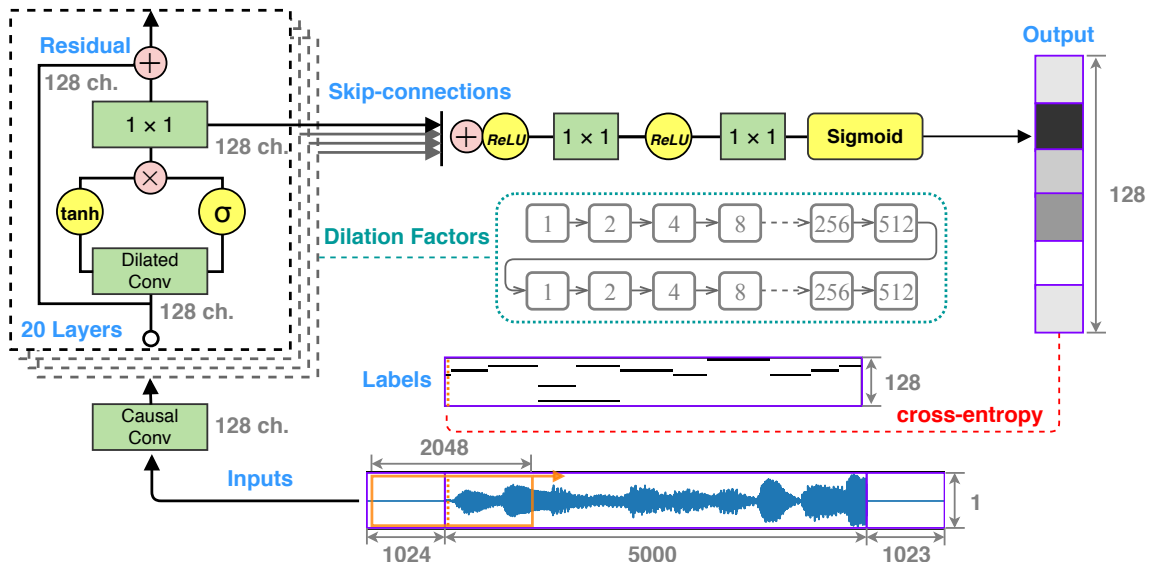 Residual
+
128 ch.
1 × 1
128 ch.
×
tanh
σ
Dilated
Conv
128 ch.
20 Layers
Causal
Conv
128 ch.
Skip-connections
+
ReLU
1 × 1
ReLU
1 × 1
Sigmoid
Output
128
Dilation Factors
1
2
4
8
256
512
1
2
4
8
256
512
Labels
128
cross-entropy
Inputs
2048
1
1024
5000
1023